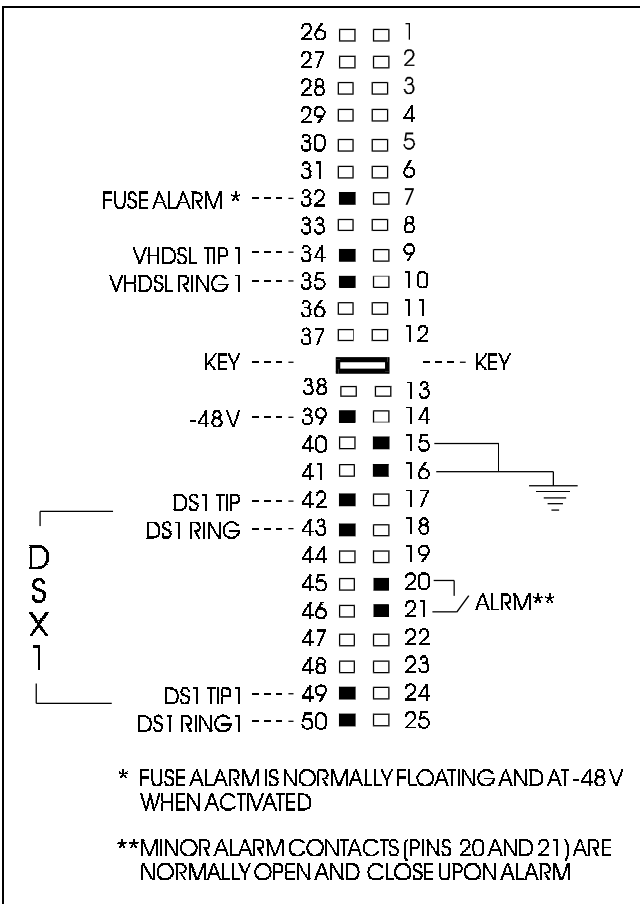 26 1
27 2
28 3
29 4
30 5
31 6
FUSE ALARM * ---- 32 7
33 8
VHDSL TIP 1 ---- 34 9
VHDSL RING 1 ---- 35 10
36 11
37 12
KEY ---- ---- KEY
38 13
-48V ---- 39 14
40 15
41 16
DS1 TIP ---- 42 17
DS1 RING ---- 43 18
44 19
45 20
46 21 ALRM**
47 22
48 23
DS1 TIP1 ---- 49 24
DS1 RING1 ---- 50 25
DSX1
* FUSE ALARM IS NORMALLY FLOATING AND AT -48V
WHEN ACTIVATED
**MINOR ALARM CONTACTS (PINS 20 AND 21) ARE
NORMALLY OPEN AND CLOSE UPON ALARM